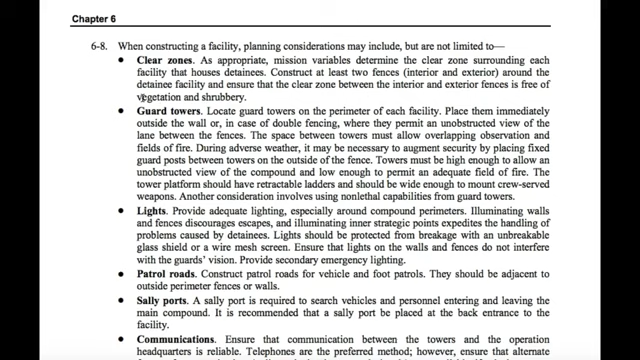 Chapter 6
6-8. When constructing a facility, planning considerations may include, but are not limited to—
• Clear zones. As appropriate, mission variables determine the clear zone surrounding each
facility that houses detainees. Construct at least two fences (interior and exterior) around the
detainee facility and ensure that the clear zone between the interior and exterior fences is free of
vegetation and shrubbery.
• Guard towers. Locate guard towers on the perimeter of each facility. Place them immediately
outside the wall or, in case of double fencing, where they permit an unobstructed view of the
lane between the fences. The space between towers must allow overlapping observation and
fields of fire. During adverse weather, it may be necessary to augment security by placing fixed
guard posts between towers on the outside of the fence. Towers must be high enough to allow an
unobstructed view of the compound and low enough to permit an adequate field of fire. The
tower platform should have retractable ladders and should be wide enough to mount crew-served
weapons. Another consideration involves using nonlethal capabilities from guard towers.
• Lights. Provide adequate lighting, especially around compound perimeters. Illuminating walls
and fences discourages escapes, and illuminating inner strategic points expedites the handling of
problems caused by detainees. Lights should be protected from breakage with an unbreakable
glass shield or a wire mesh screen. Ensure that lights on the walls and fences do not interfere
with the guards' vision. Provide secondary emergency lighting.
• Patrol roads. Construct patrol roads for vehicle and foot patrols. They should be adjacent to
outside perimeter fences or walls.
• Sally ports. A sally port is required to search vehicles and personnel entering and leaving the
main compound. It is recommended that a sally port be placed at the back entrance to the
facility.
• Communications. Ensure that communication between the towers and the operation
headquarters is reliable. Telephones are the preferred method; however, ensure that alternate